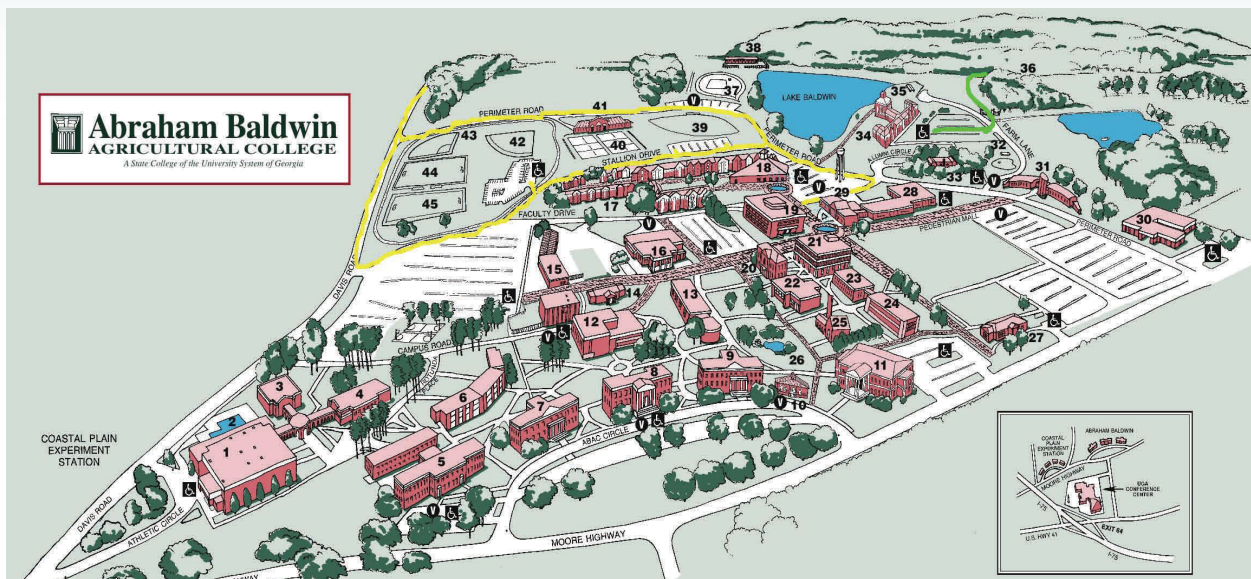 Abraham Baldwin
AGRICULTURAL COLLEGE
A State College of the University System of Georgia
38
36
37
LAKE BALDWIN
35
41
PERIMETER ROAD
34
43
42
39
40
FARM LANE
32
PERIMETER ROAD
STALLION DRIVE
ALUMNI CIRCLE
33
44
18
31
V
29
28
45
17
19
30
FACULTY DRIVE
PEDESTRIAN MALL
PERIMETER ROAD
16
21
20
DAVIS ROAD
15
22
23
14
13
24
12
25
27
CAMPUS ROAD
26
9
11
8
3
4
6
10
7
2
ABAC CIRCLE
COASTAL PLAIN
EXPERIMENT
STATION
1
5
DAVIS ROAD
ATHLETIC CIRCLE
MOORE HIGHWAY
HIGHWAY
COASTAL
PLAIN
EXPERIMENT
STATION
ABRAHAM BALDWIN
MOORE HIGHWAY
CONFERENCE
CENTER
I-75
EXIT 64
U.S. HWY 41
I-75